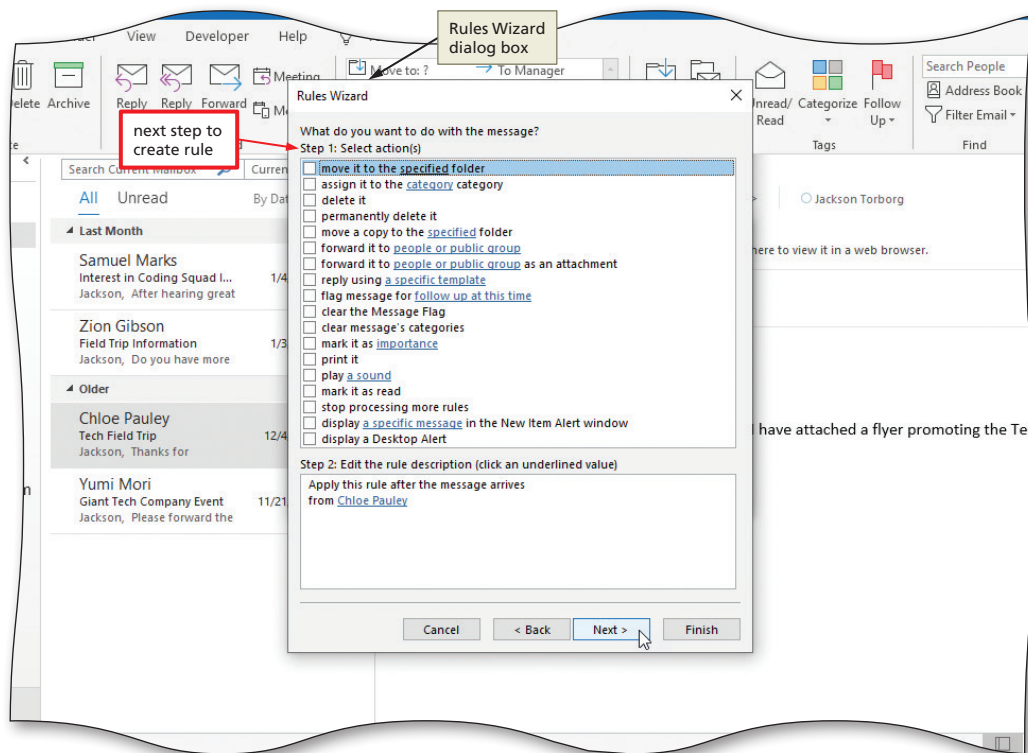 View Developer Help
Rules Wizard
dialog box
Move to: ?
To Manager
Meeting
Archive
Reply
Reply
Forward
Unread/
Read
Categorize
Follow
Up
Tags
Search People
Address Book
Filter Email
Find
next step to
create rule
Search Current Mailbox
All
Unread
Last Month
Samuel Marks
Interest in Coding Squad I...
Jackson, After hearing great
Zion Gibson
Field Trip Information
1/3
Jackson, Do you have more
Older
Chloe Pauley
Tech Field Trip
12/4
Jackson, Thanks for
Yumi Mori
Giant Tech Company Event
11/21
Jackson, Please forward the
Rules Wizard
What do you want to do with the message?
Step 1: Select action(s)
move it to the specified folder
assign it to the category category
delete it
permanently delete it
move a copy to the specified folder
forward it to people or public group
forward it to people or public group as an attachment
reply using a specific template
flag message for follow up at this time
clear the Message Flag
clear message's categories
mark it as importance
print it
play a sound
mark it as read
stop processing more rules
display a specific message in the New Item Alert window
display a Desktop Alert
Step 2: Edit the rule description (click an underlined value)
Apply this rule after the message arrives
from Chloe Pauley
Cancel
< Back
Next >
Finish
Jackson Torborg
here to view it in a web browser.
I have attached a flyer promoting the Te